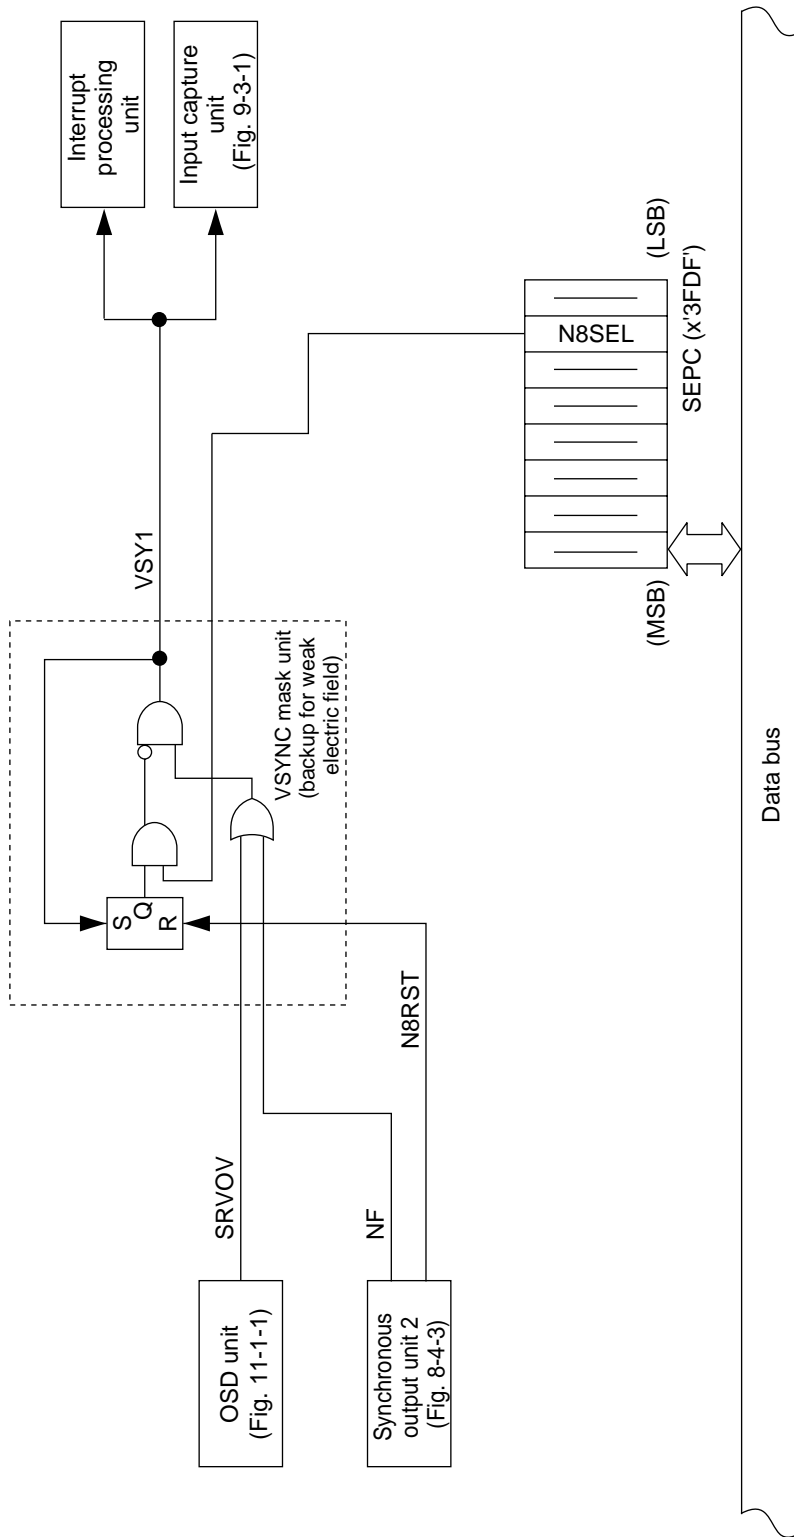 OSD unit
(Fig. 11-1-1)
Synchronous
output unit 2
(Fig. 8-4-3)
SRVOV
NF
N8RST
S
Q
R
VSYNC mask unit
(backup for weak
electric field)
VSY1
Interrupt
processing
unit
Input capture
unit
(Fig. 9-3-1)
N8SEL
(MSB)
(LSB)
SEPC (x'3FDF')
Data bus